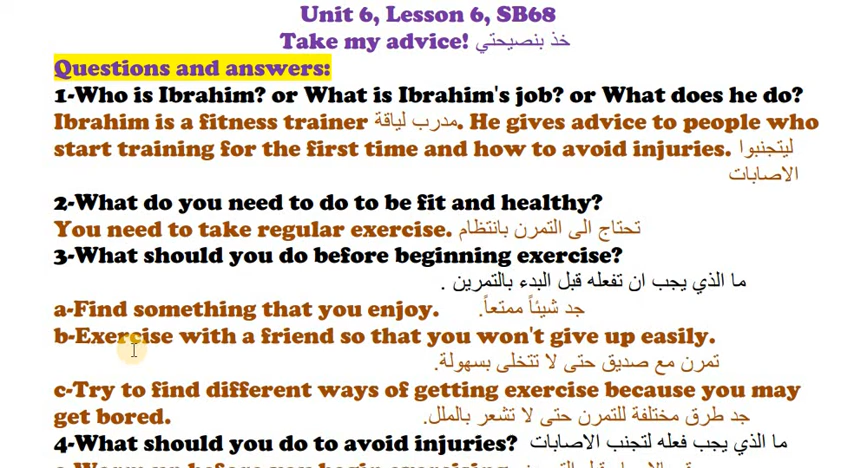 Unit 6, Lesson 6, SB68
Take my advice! خذ بنصيحتي
Questions and answers:
1-Who is Ibrahim? or What is Ibrahim's job? or What does he do?
Ibrahim is a fitness trainer مدرب لياقة. He gives advice to people who
start training for the first time and how to avoid injuries. ليتجنبوا
الاصابات
2-What do you need to do to be fit and healthy?
You need to take regular exercise. تحتاج الى التمرن بانتظام
3-What should you do before beginning exercise?
ما الذي يجب ان تفعله قبل البدء بالتمرين .
a-Find something that you enjoy. جد شيئاً ممتعاً.
b-Exercise with a friend so that you won't give up easily.
تمرن مع صديق حتى لا تتخلى بسهولة.
c-Try to find different ways of getting exercise because you may
get bored. جد طرق مختلفة للتمرن حتى لا تشعر بالملل.
4-What should you do to avoid injuries? ما الذي يجب فعله لتجنب الاصابات
a-Warm up before you begin exercising